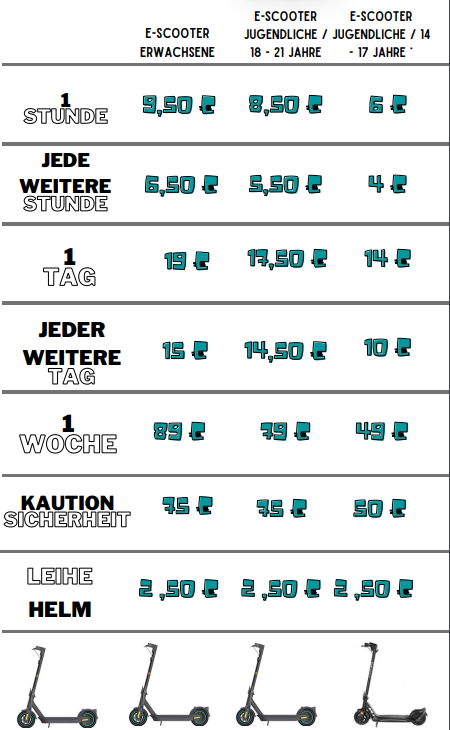 E-SCOOTER ERWACHSENE
E-SCOOTER JUGENDLICHE / 18 - 21 JAHRE
E-SCOOTER JUGENDLICHE / 14 - 17 JAHRE *
1 STUNDE 9,50 € 8,50 € 6 €
JEDE WEITERE STUNDE 6,50 € 5,50 € 4 €
1 TAG 19 € 17,50 € 14 €
JEDER WEITERE TAG 15 € 14,50 € 10 €
1 WOCHE 89 € 79 € 49 €
KAUTION SICHERHEIT 75 € 75 € 50 €
LEIHE HELM 2,50 € 2,50 € 2,50 €